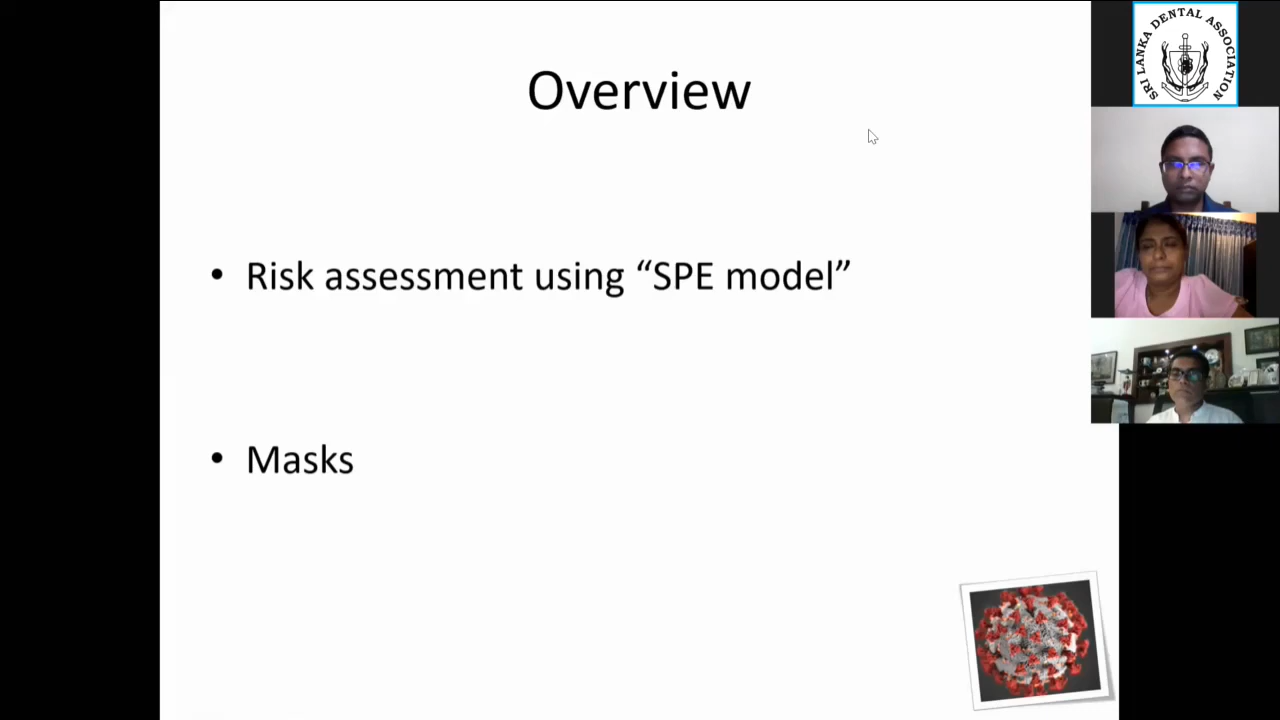 Overview
• Risk assessment using “SPE model”
• Masks
SRI LANKA DENTAL ASSOCIATION